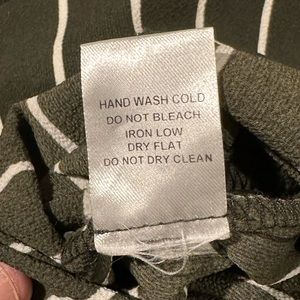 HAND WASH COLD
DO NOT BLEACH
IRON LOW
DRY FLAT
DO NOT DRY CLEAN